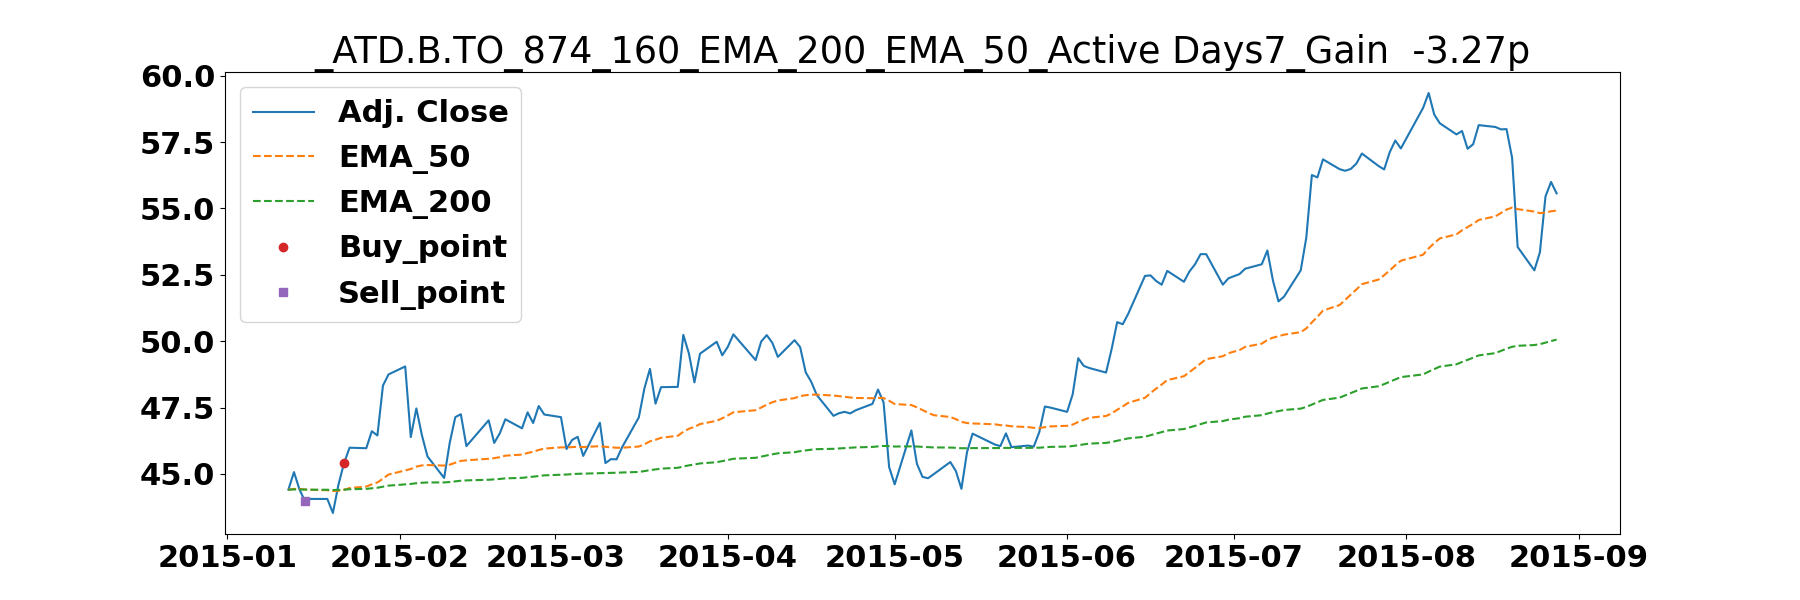 _ATD.B.TO_874_160_EMA_200_EMA_50_Active Days7_Gain  -3.27p
60.0
57.5
55.0
52.5
50.0
47.5
45.0
Adj. Close
EMA_50
EMA_200
Buy_point
Sell_point
2015-01 2015-02 2015-03 2015-04 2015-05 2015-06 2015-07 2015-08 2015-09